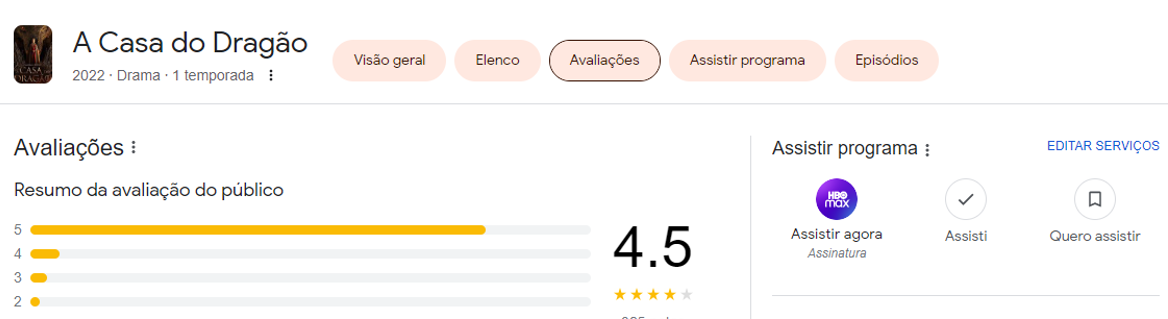 A Casa do Dragão
2022 · Drama · 1 temporada
Visão geral
Elenco
Avaliações
Assistir programa
Episódios
Avaliações
Resumo da avaliação do público
5
4
3
2
4.5
Assistir programa
EDITAR SERVIÇOS
HBO
max
Assistir agora
Assinatura
Assisti
Quero assistir